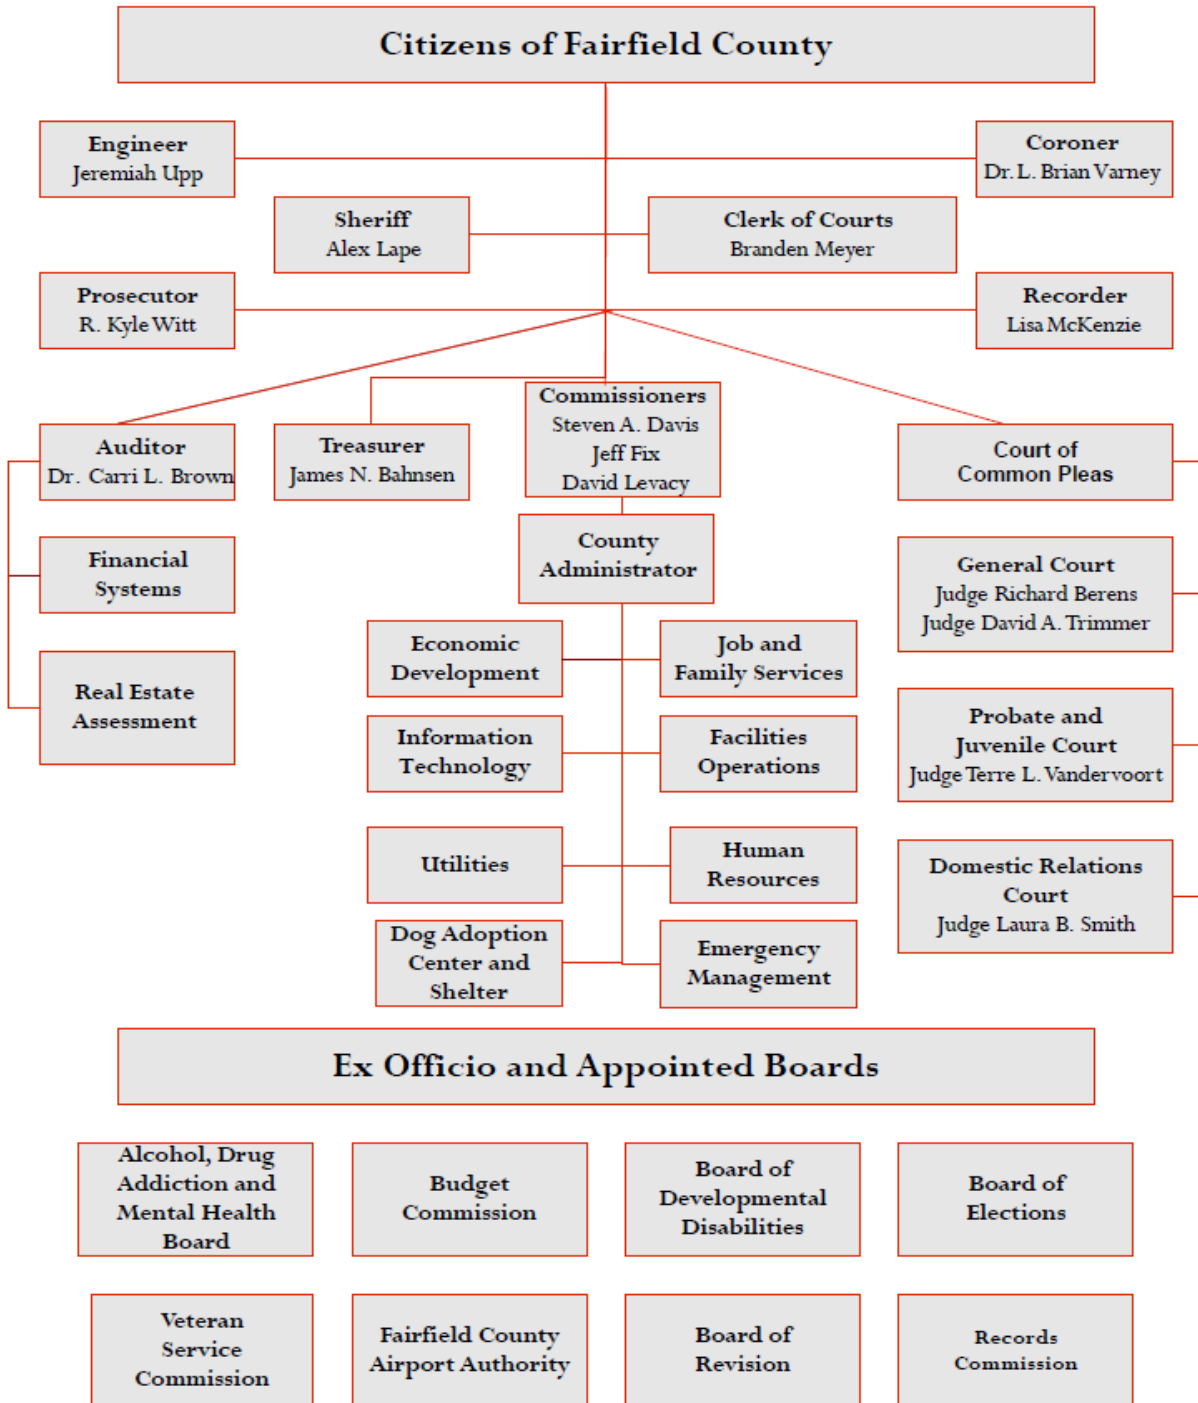 Citizens of Fairfield County
Engineer
Jeremiah Upp
Coroner
Dr. L. Brian Varney
Sheriff
Alex Lape
Clerk of Courts
Branden Meyer
Prosecutor
R. Kyle Witt
Recorder
Lisa McKenzie
Auditor
Dr. Carri L. Brown
Treasurer
James N. Bahnsen
Commissioners
Steven A. Davis
Jeff Fix
David Levacy
Court of
Common Pleas
County
Administrator
Financial
Systems
Real Estate
Assessment
Economic
Development
Job and
Family Services
Information
Technology
Facilities
Operations
Utilities
Human
Resources
Dog Adoption
Center and
Shelter
Emergency
Management
General Court
Judge Richard Berens
Judge David A. Trimmer
Probate and
Juvenile Court
Judge Terre L. Vandervoort
Domestic Relations
Court
Judge Laura B. Smith
Ex Officio and Appointed Boards
Alcohol, Drug
Addiction and
Mental Health
Board
Budget
Commission
Board of
Developmental
Disabilities
Board of
Elections
Veteran
Service
Commission
Fairfield County
Airport Authority
Board of
Revision
Records
Commission